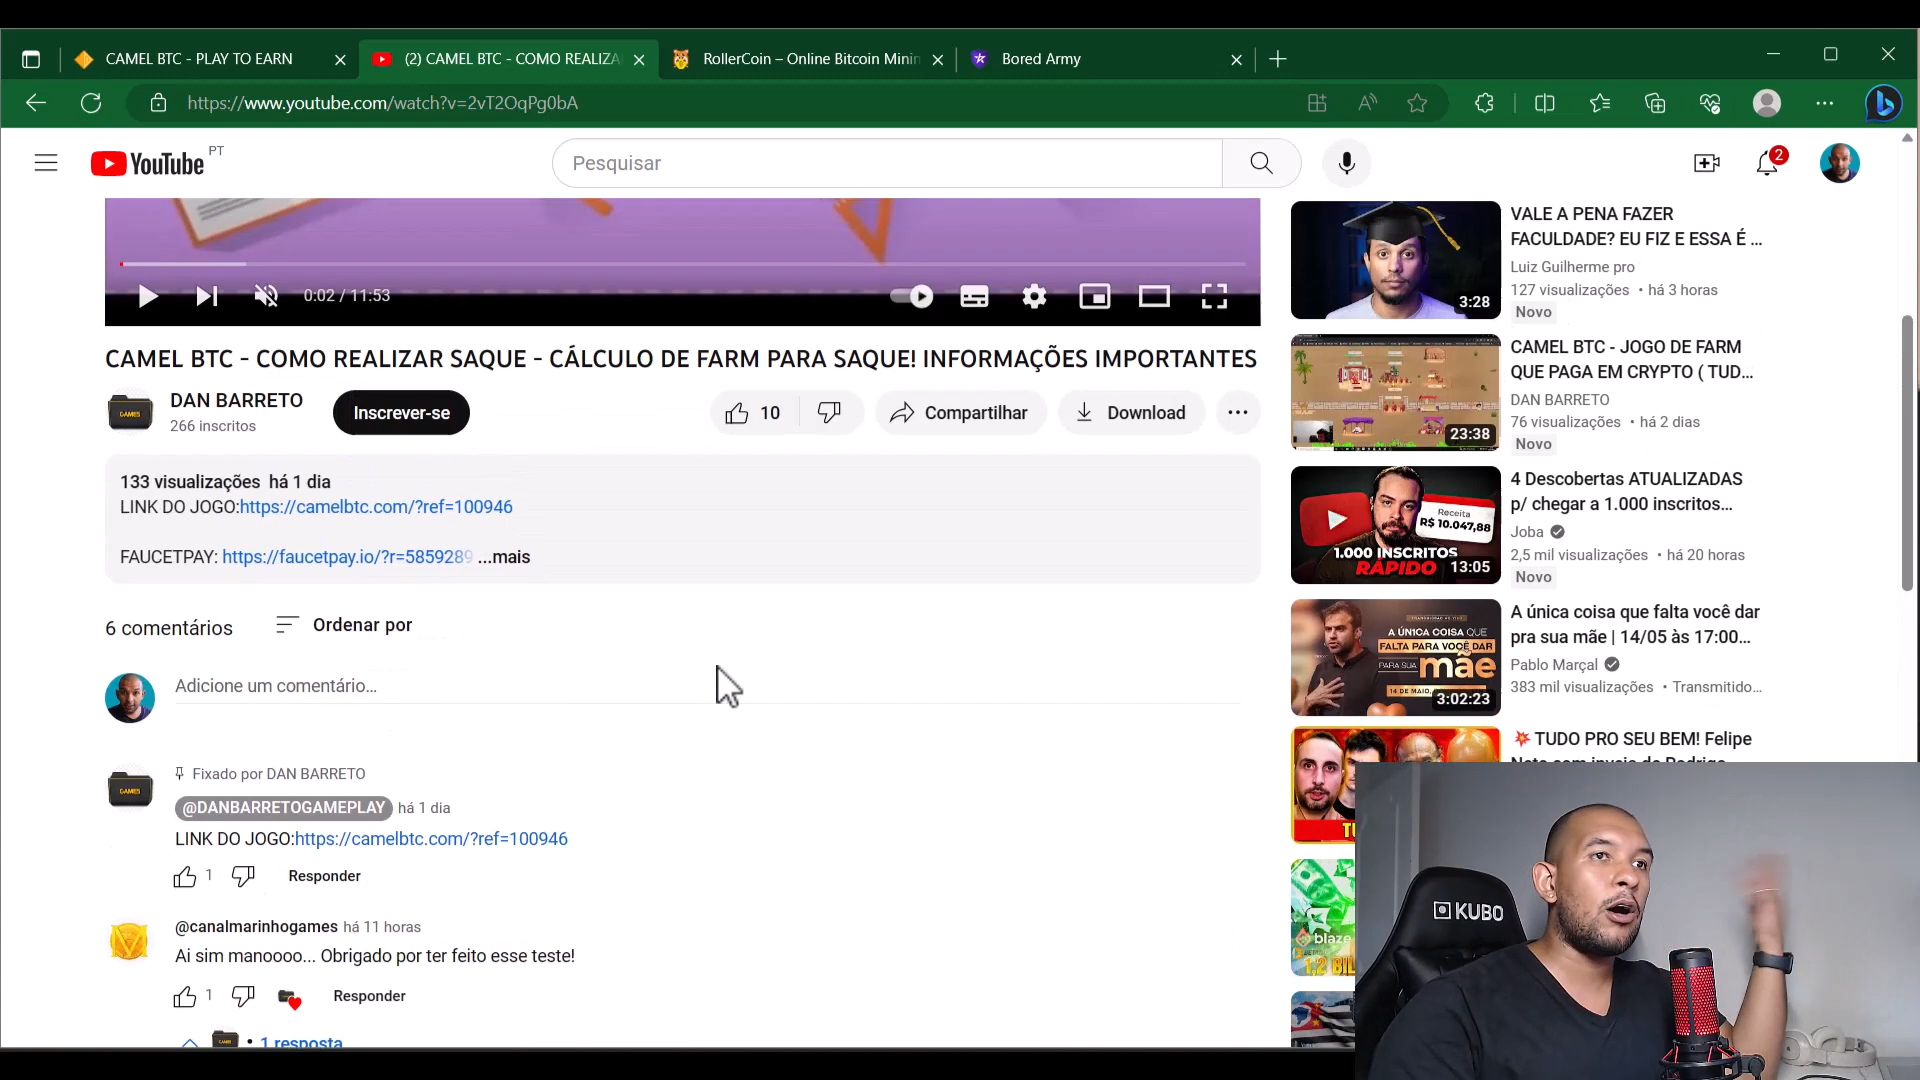 CAMEL BTC - PLAY TO EARN
(2) CAMEL BTC - COMO REALIZA
RollerCoin – Online Bitcoin Minin
Bored Army
https://www.youtube.com/watch?v=2vT2OqPg0bA
YouTube PT
Pesquisar
2
0:02 / 11:53
CAMEL BTC - COMO REALIZAR SAQUE - CÁLCULO DE FARM PARA SAQUE! INFORMAÇÕES IMPORTANTES
GAMES
DAN BARRETO
266 inscritos
Inscrever-se
10
Compartilhar
Download
133 visualizações há 1 dia
LINK DO JOGO:https://camelbtc.com/?ref=100946
FAUCETPAY: https://faucetpay.io/?r=5859289 ...mais
6 comentários
Ordenar por
Adicione um comentário...
Fixado por DAN BARRETO
GAMES
@DANBARRETOGAMEPLAY há 1 dia
LINK DO JOGO:https://camelbtc.com/?ref=100946
1
Responder
@canalmarinhogames há 11 horas
Ai sim manoooo... Obrigado por ter feito esse teste!
1
Responder
1 resposta
3:28
VALE A PENA FAZER
FACULDADE? EU FIZ E ESSA É ...
Luiz Guilherme pro
127 visualizações • há 3 horas
Novo
23:38
CAMEL BTC - JOGO DE FARM
QUE PAGA EM CRYPTO ( TUD...
DAN BARRETO
76 visualizações • há 2 dias
Novo
Receita
R$ 10.047,88
1.000 INSCRITOS
RÁPIDO
13:05
4 Descobertas ATUALIZADAS
p/ chegar a 1.000 inscritos...
Joba
2,5 mil visualizações • há 20 horas
Novo
A ÚNICA COISA QUE
FALTA PARA VOCÊ DAR
PARA SUA
mãe
3:02:23
A única coisa que falta você dar
pra sua mãe | 14/05 às 17:00...
Pablo Marçal
383 mil visualizações • Transmitido...
TUDO PRO SEU BEM! Felipe
blaze
KUBO